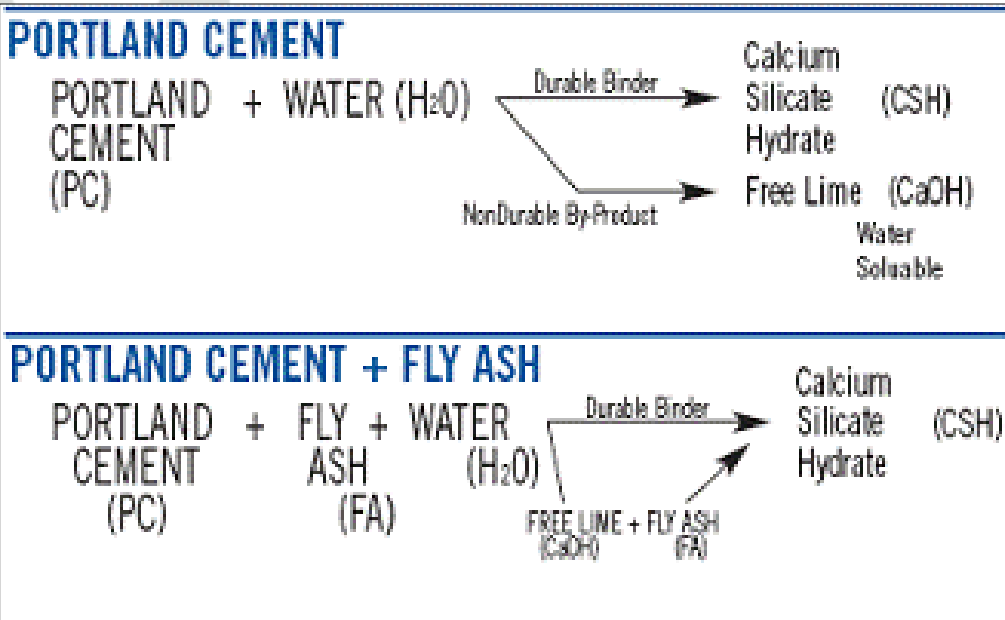 PORTLAND CEMENT
PORTLAND + WATER (H2O)
CEMENT
(PC)
Durable Binder
Calcium
Silicate (CSH)
Hydrate
NonDurable By-Product
Free Lime (CaOH)
Water
Soluable
PORTLAND CEMENT + FLY ASH
PORTLAND + FLY + WATER
CEMENT ASH (H2O)
(PC) (FA)
Durable Binder
Calcium
Silicate (CSH)
Hydrate
FREE LIME + FLY ASH
(CaOH) (FA)